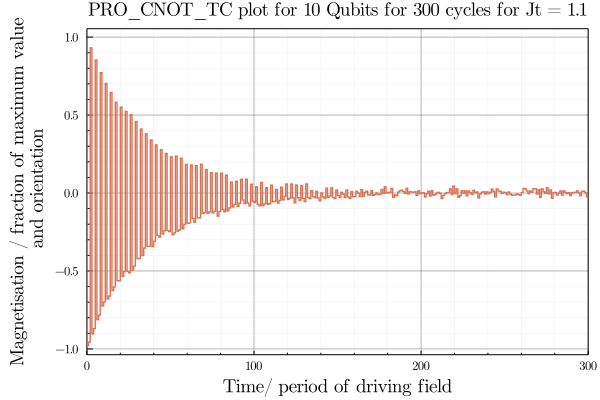 PRO_CNOT_TC plot for 10 Qubits for 300 cycles for Jt = 1.1
Magnetisation / fraction of maximum value
and orientation
1.0
0.5
0.0
−0.5
−1.0
0
100
200
300
Time/ period of driving field